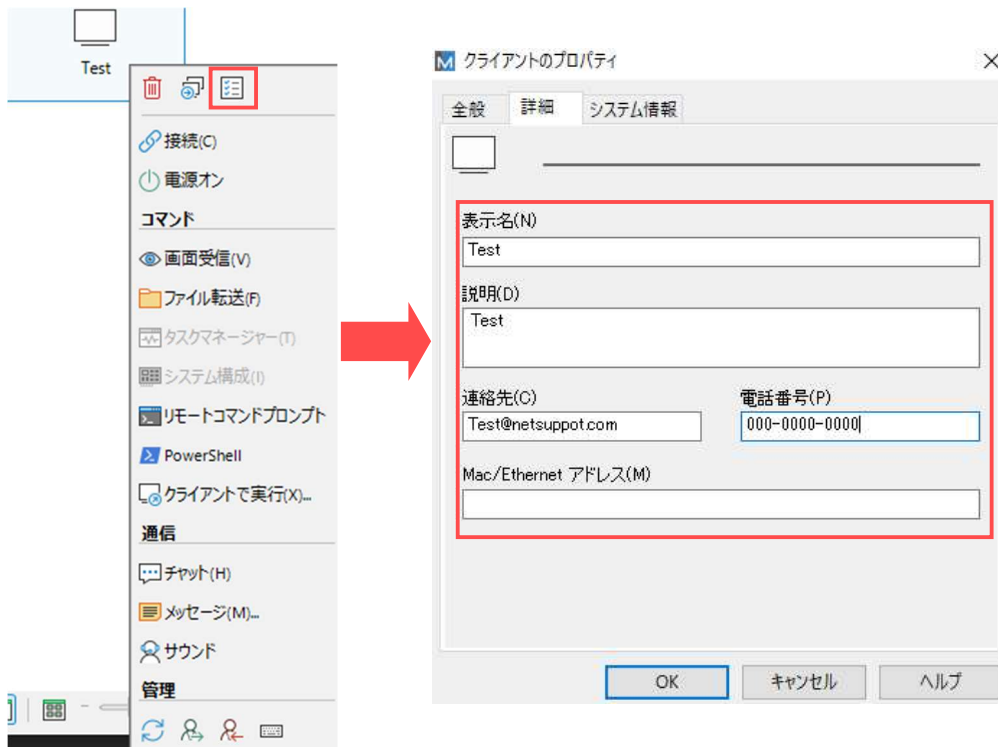 Test
接続(C)
電源オン
コマンド
画面受信(V)
ファイル転送(F)
タスクマネージャー(T)
システム構成(I)
リモートコマンドプロンプト
PowerShell
クライアントで実行(X)...
通信
チャット(H)
メッセージ(M)...
サウンド
管理
クライアントのプロパティ
全般 詳細 システム情報
表示名(N)
Test
説明(D)
Test
連絡先(C) 電話番号(P)
Test@netsuppot.com 000-0000-0000
Mac/Ethernet アドレス(M)
OK キャンセル ヘルプ